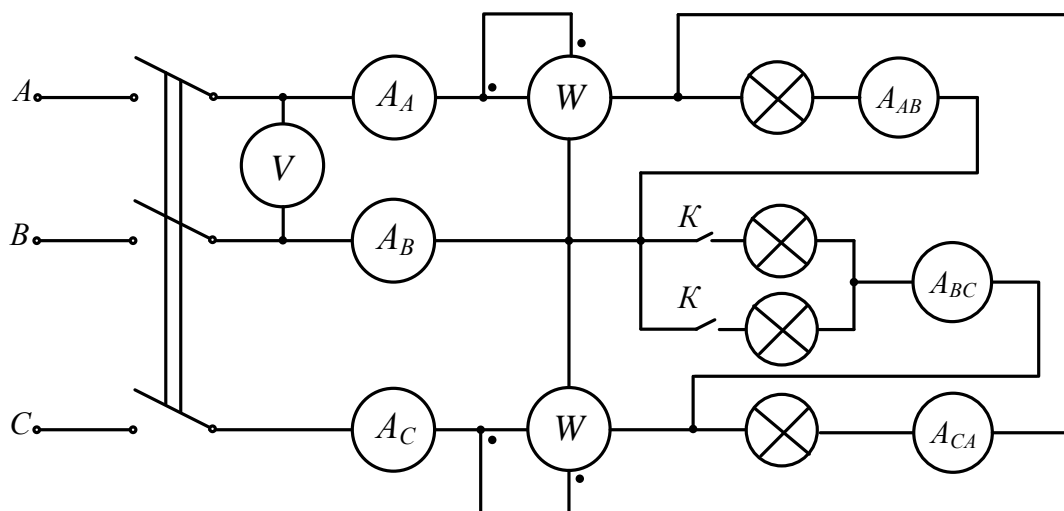 A A_A W A_AB
V
B A_B К A_BC
К
C A_C W A_CA